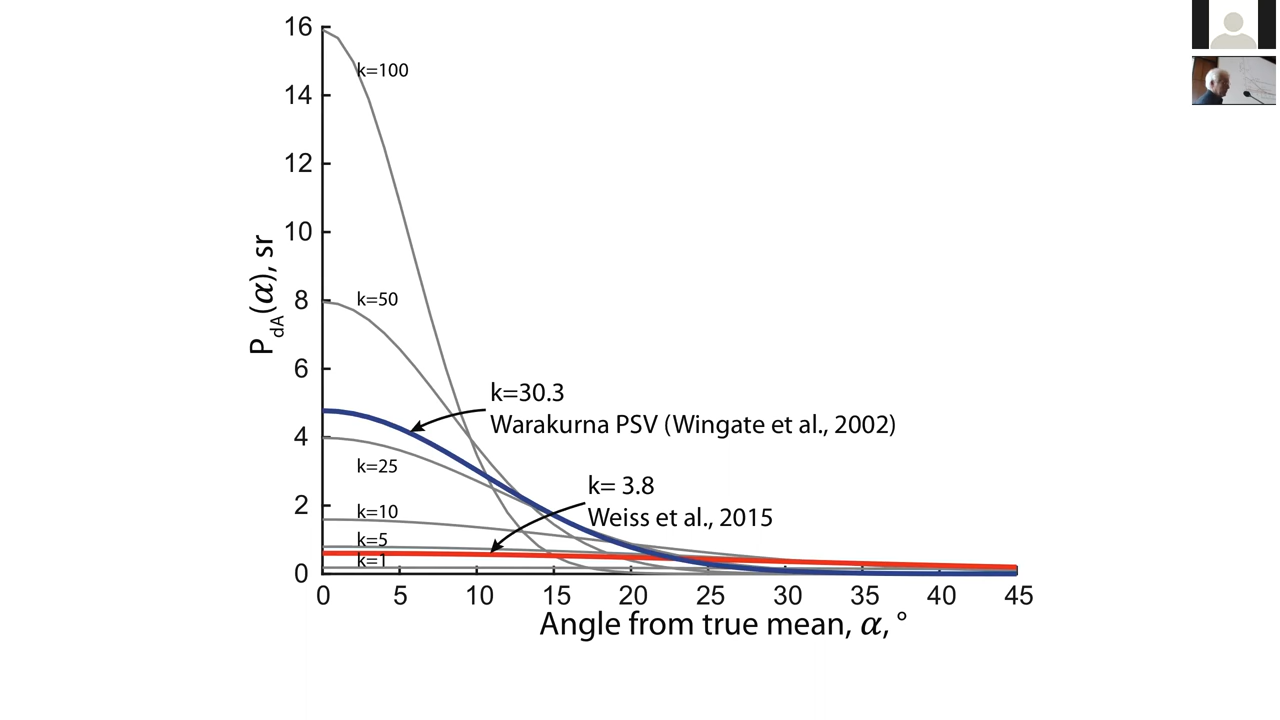 16
14
12
10
8
6
4
2
0
P_dA(α), sr
k=100
k=50
k=30.3
Warakurna PSV (Wingate et al., 2002)
k=25
k= 3.8
Weiss et al., 2015
k=10
k=5
k=1
0 5 10 15 20 25 30 35 40 45
Angle from true mean, α, °